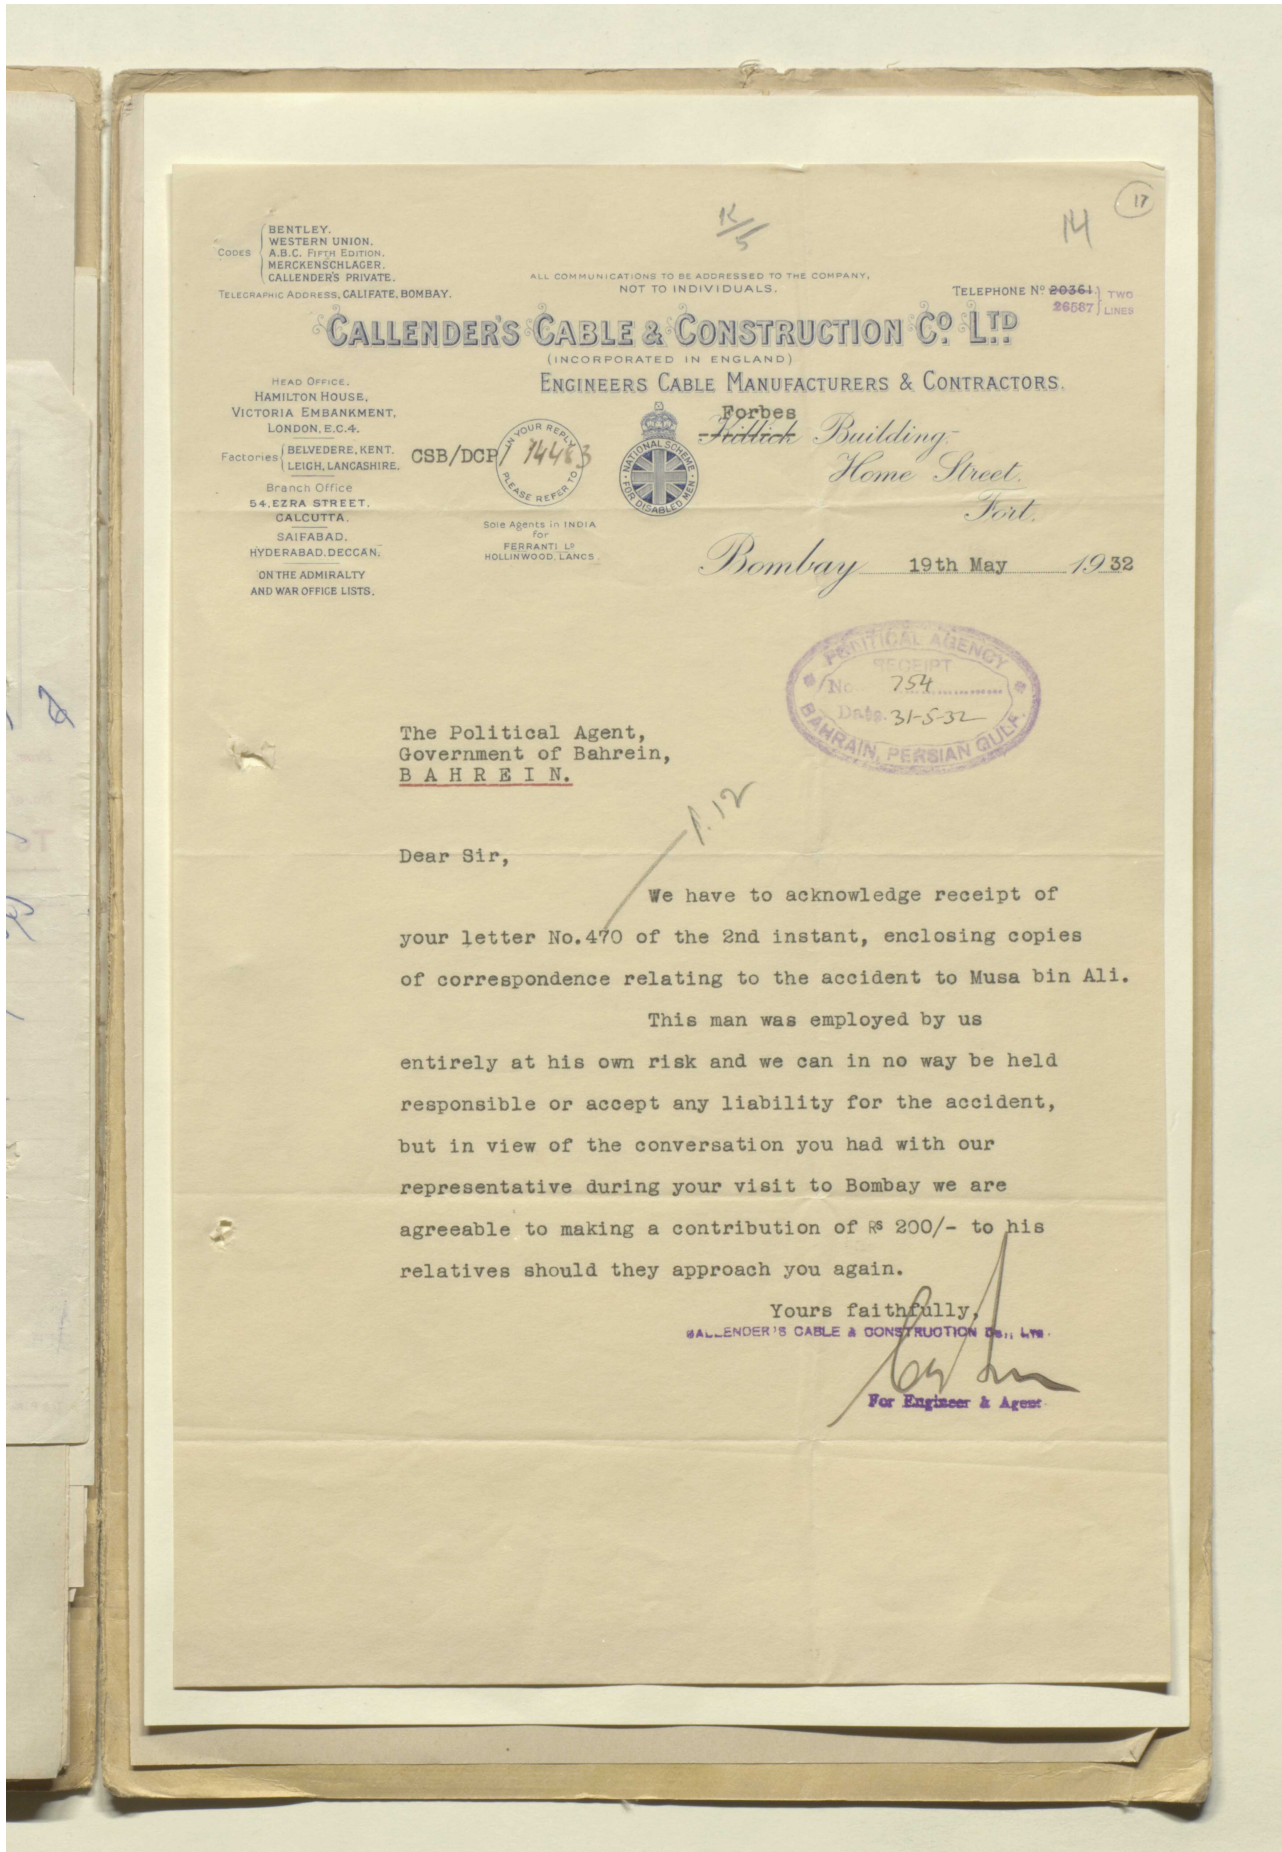 17
14
K/5
CODES
BENTLEY.
WESTERN UNION.
A.B.C. FIFTH EDITION.
MERCKENSCHLAGER.
CALLENDER'S PRIVATE.
TELEGRAPHIC ADDRESS, CALIFATE, BOMBAY.
ALL COMMUNICATIONS TO BE ADDRESSED TO THE COMPANY,
NOT TO INDIVIDUALS.
TELEPHONE No 20361.
26587
TWO
LINES
CALLENDER'S CABLE & CONSTRUCTION Co. LTD
(INCORPORATED IN ENGLAND)
ENGINEERS CABLE MANUFACTURERS & CONTRACTORS.
HEAD OFFICE.
HAMILTON HOUSE,
VICTORIA EMBANKMENT,
LONDON, E.C.4.
Factories
BELVEDERE, KENT.
LEIGH, LANCASHIRE.
Branch Office
54, EZRA STREET,
CALCUTTA.
SAIFABAD,
HYDERABAD. DECCAN.
ON THE ADMIRALTY
AND WAR OFFICE LISTS.
CSB/DCP/
IN YOUR REPLY
14483
PLEASE REFER TO
Sole Agents in INDIA
for
FERRANTI LD
HOLLINWOOD, LANCS.
NATIONAL SCHEME
FOR DISABLED MEN
Forbes
Killick Building
Home Street.
Fort.
Bombay 19th May 1932
POLITICAL AGENCY
RECEIPT
No. 754
Date. 31-5-32
BAHRAIN, PERSIAN GULF.
The Political Agent,
Government of Bahrein,
B A H R E I N.
P.12
Dear Sir,
We have to acknowledge receipt of
your letter No.470 of the 2nd instant, enclosing copies
of correspondence relating to the accident to Musa bin Ali.
This man was employed by us
entirely at his own risk and we can in no way be held
responsible or accept any liability for the accident,
but in view of the conversation you had with our
representative during your visit to Bombay we are
agreeable to making a contribution of Rs 200/- to his
relatives should they approach you again.
Yours faithfully,
CALLENDER'S CABLE & CONSTRUCTION Co., LTD.
For Engineer & Agent